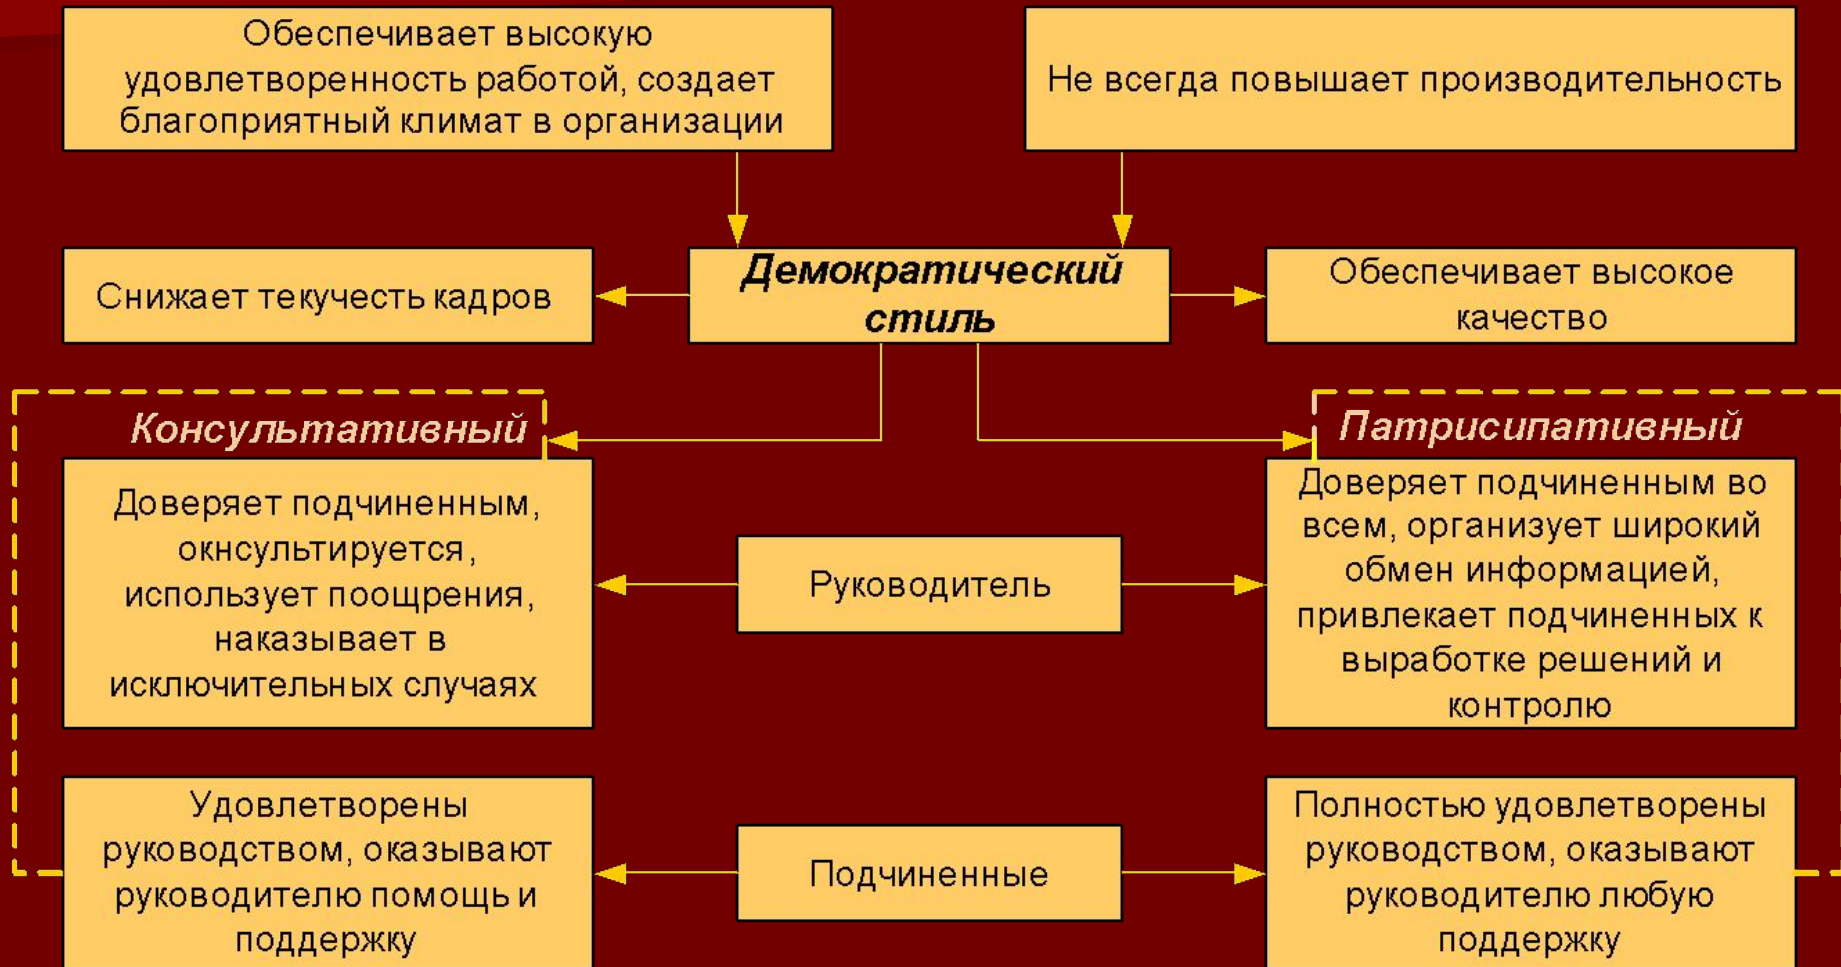 Обеспечивает высокую
удовлетворенность работой, создает
благоприятный климат в организации
Не всегда повышает производительность
Снижает текучесть кадров
Демократический
стиль
Обеспечивает высокое
качество
Консультативный
Патрисипативный
Доверяет подчиненным,
окнсультируется,
использует поощрения,
наказывает в
исключительных случаях
Руководитель
Доверяет подчиненным во
всем, организует широкий
обмен информацией,
привлекает подчиненных к
выработке решений и
контролю
Удовлетворены
руководством, оказывают
руководителю помощь и
поддержку
Подчиненные
Полностью удовлетворены
руководством, оказывают
руководителю любую
поддержку